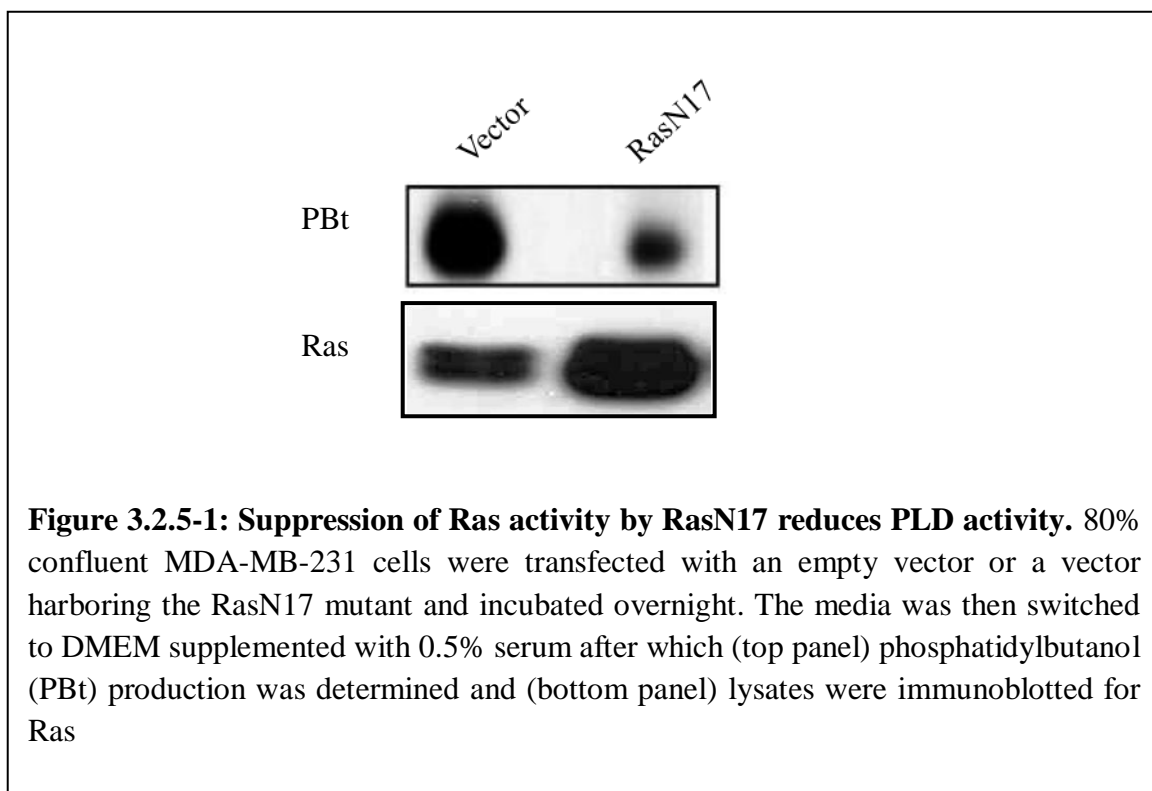 Vector RasN17
PBt
Ras
Figure 3.2.5-1: Suppression of Ras activity by RasN17 reduces PLD activity. 80%
confluent MDA-MB-231 cells were transfected with an empty vector or a vector
harboring the RasN17 mutant and incubated overnight. The media was then switched
to DMEM supplemented with 0.5% serum after which (top panel) phosphatidylbutanol
(PBt) production was determined and (bottom panel) lysates were immunoblotted for
Ras